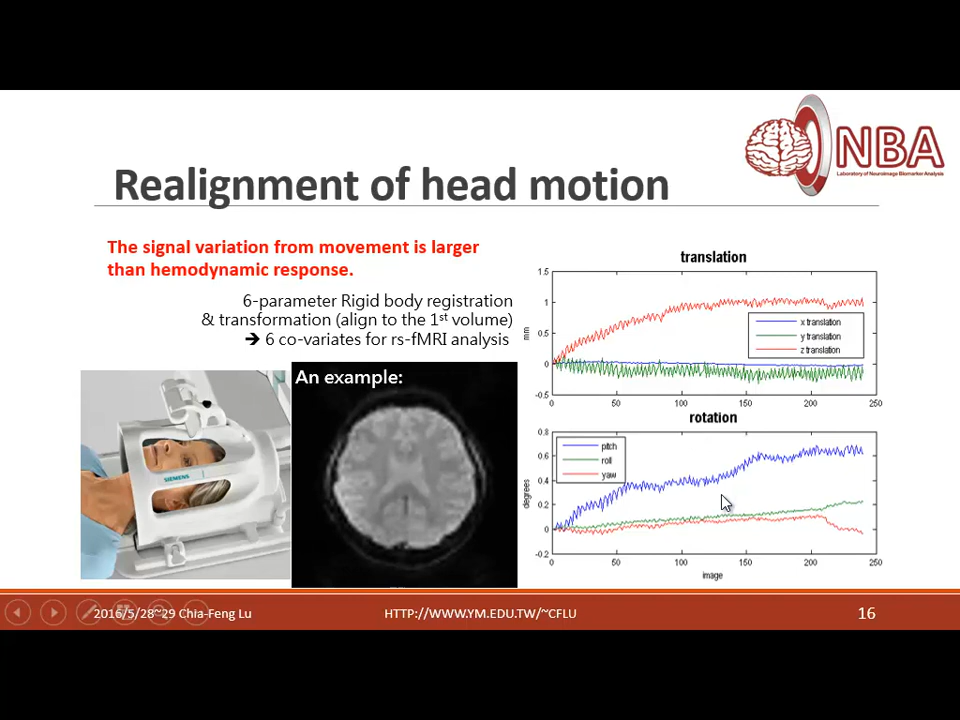 NBA
Laboratory of Neuroimage Biomarker Analysis
Realignment of head motion
The signal variation from movement is larger
than hemodynamic response.
6-parameter Rigid body registration
& transformation (align to the 1st volume)
➔ 6 co-variates for rs-fMRI analysis
SIEMENS
An example:
translation
1.5
1
0.5
0
-0.5
mm
x translation
y translation
z translation
0 50 100 150 200 250
rotation
0.8
0.6
0.4
0.2
0
-0.2
degrees
pitch
roll
yaw
0 50 100 150 200 250
image
2016/5/28~29 Chia-Feng Lu
HTTP://WWW.YM.EDU.TW/~CFLU
16